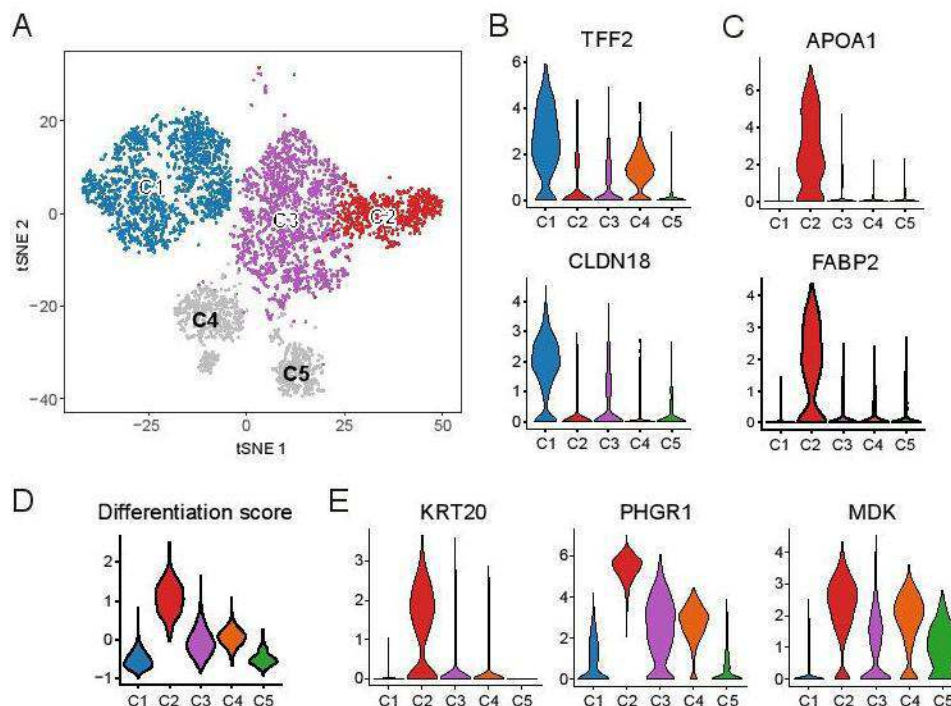 A
20
0
−20
−40
−25
0
25
50
tSNE 2
tSNE 1
C1
C3
C2
C4
C5
B
TFF2
6
4
2
0
C1 C2 C3 C4 C5
CLDN18
4
3
2
1
0
C1 C2 C3 C4 C5
C
APOA1
6
4
2
0
C1 C2 C3 C4 C5
FABP2
4
3
2
1
0
C1 C2 C3 C4 C5
D
Differentiation score
2
1
0
−1
C1 C2 C3 C4 C5
E
KRT20
3
2
1
0
C1 C2 C3 C4 C5
PHGR1
6
4
2
0
C1 C2 C3 C4 C5
MDK
4
3
2
1
0
C1 C2 C3 C4 C5